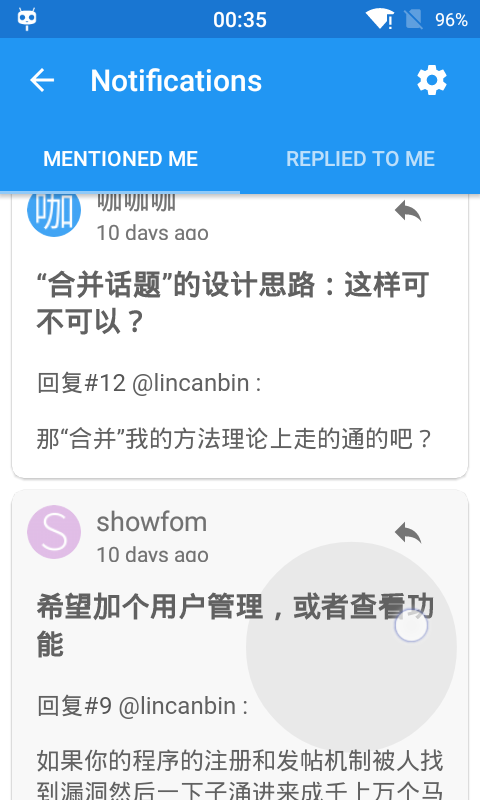 00:35
96%
Notifications
MENTIONED ME
REPLIED TO ME
咖
咖咖咖
10 days ago
“合并话题”的设计思路：这样可
不可以？
回复#12 @lincanbin :
那“合并”我的方法理论上走的通的吧？
S
showfom
10 days ago
希望加个用户管理，或者查看功
能
回复#9 @lincanbin :
如果你的程序的注册和发帖机制被人找
到漏洞然后一下子涌进来成千上万个马